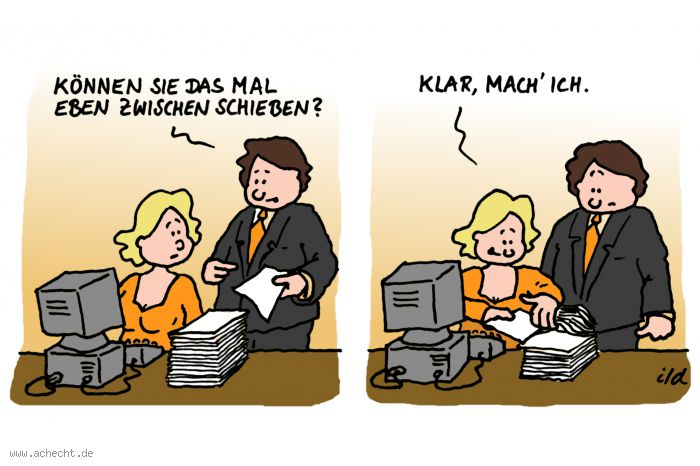 KÖNNEN SIE DAS MAL
EBEN ZWISCHEN SCHIEBEN?
KLAR, MACH' ICH.
ild
www.achecht.de